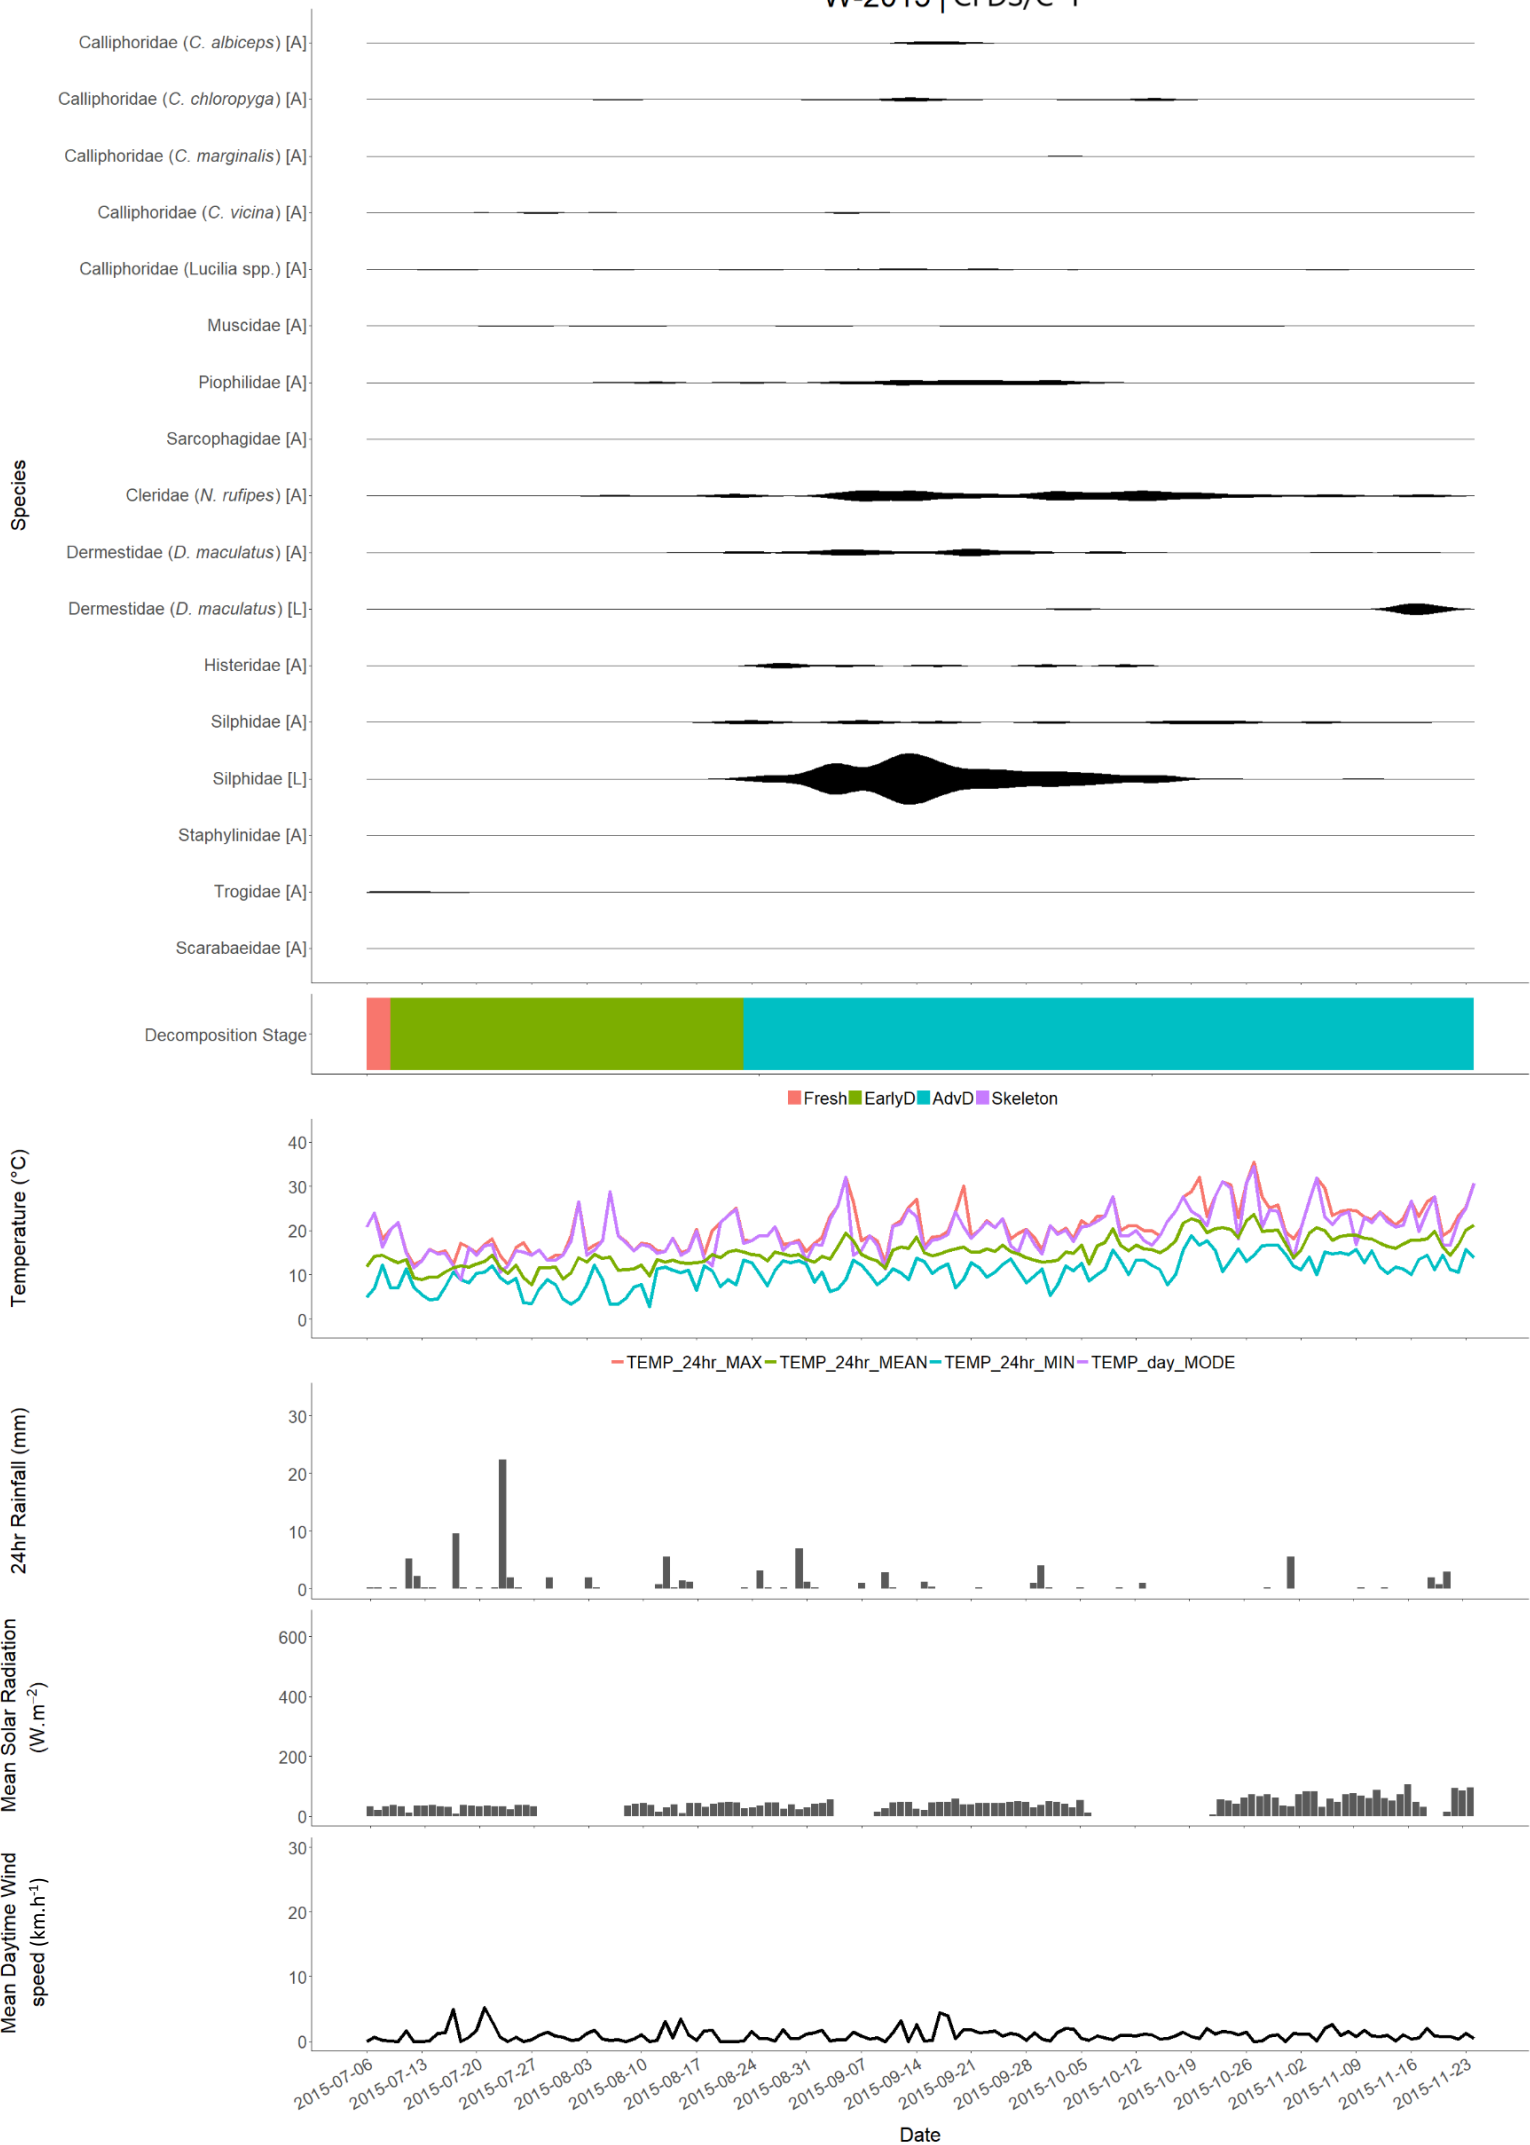 Calliphoridae (C. albiceps) [A]
Calliphoridae (C. chloropyga) [A]
Calliphoridae (C. marginalis) [A]
Calliphoridae (C. vicina) [A]
Calliphoridae (Lucilia spp.) [A]
Muscidae [A]
Piophilidae [A]
Sarcophagidae [A]
Species
Cleridae (N. rufipes) [A]
Dermestidae (D. maculatus) [A]
Dermestidae (D. maculatus) [L]
Histeridae [A]
Silphidae [A]
Silphidae [L]
Staphylinidae [A]
Trogidae [A]
Scarabaeidae [A]
Decomposition Stage
Fresh EarlyD AdvD Skeleton
Temperature (°C)
40
30
20
10
0
TEMP_24hr_MAX TEMP_24hr_MEAN TEMP_24hr_MIN TEMP_day_MODE
24hr Rainfall (mm)
30
20
10
0
Mean Solar Radiation
(W.m⁻²)
600
400
200
0
Mean Daytime Wind
speed (km.h⁻¹)
30
20
10
0
2015-07-06 2015-07-13 2015-07-20 2015-07-27 2015-08-03 2015-08-10 2015-08-17 2015-08-24 2015-08-31 2015-09-07 2015-09-14 2015-09-21 2015-09-28 2015-10-05 2015-10-12 2015-10-19 2015-10-26 2015-11-02 2015-11-09 2015-11-16 2015-11-23
Date